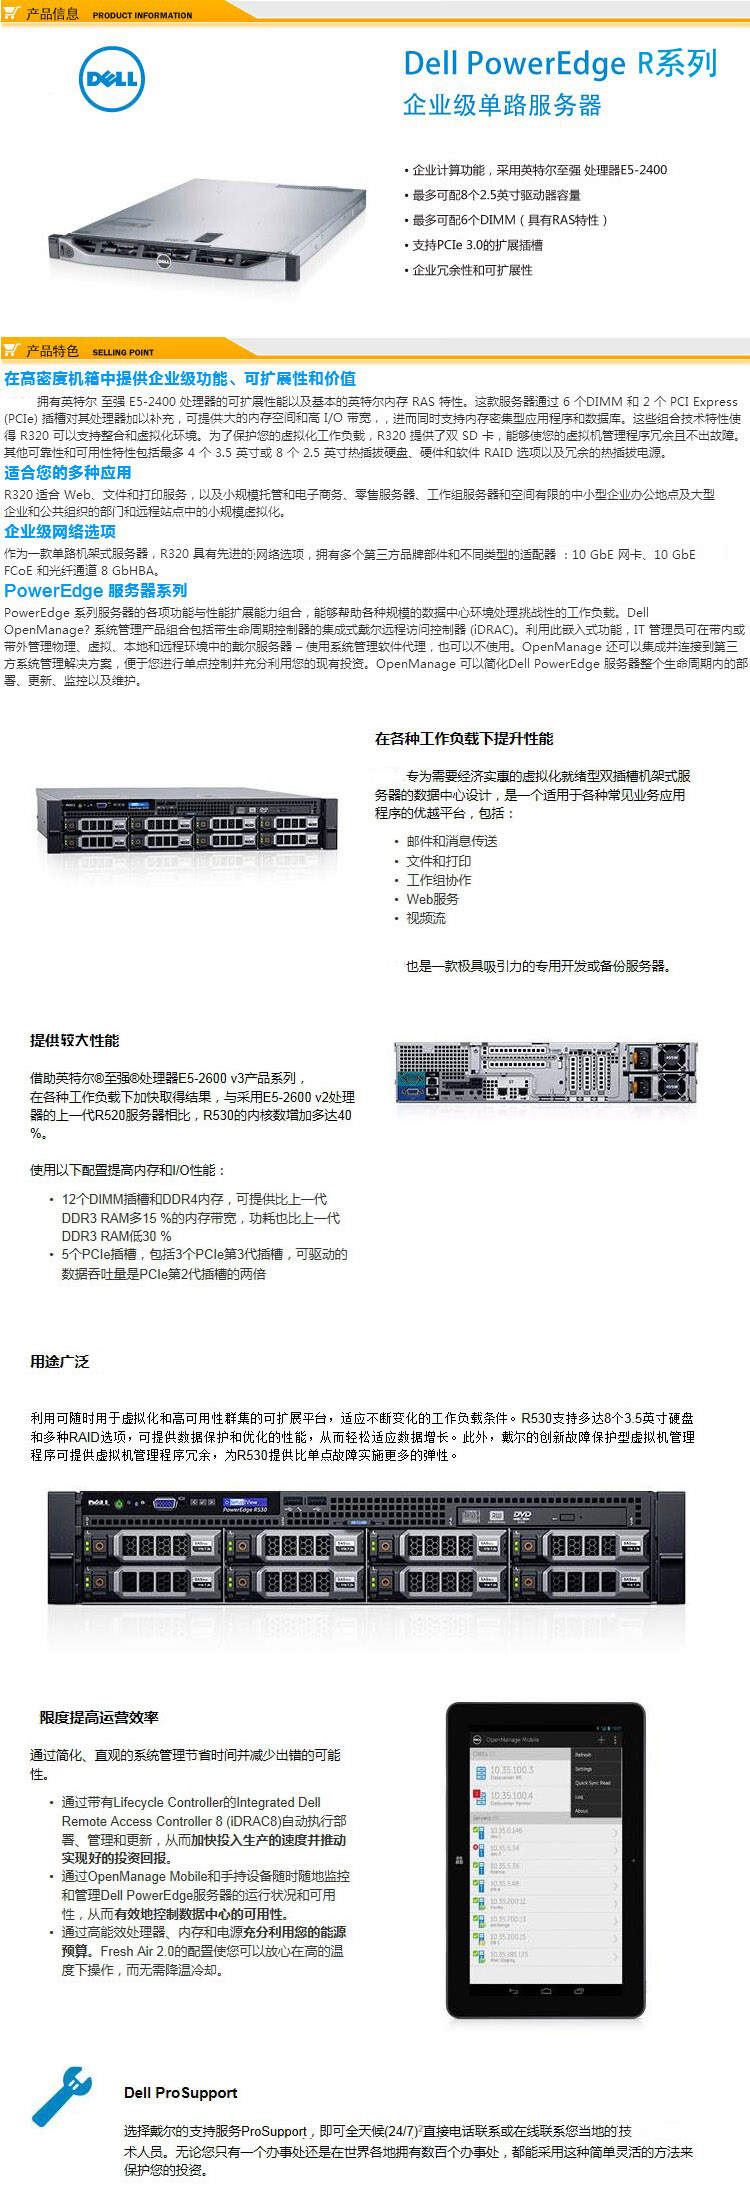 产品信息 PRODUCT INFORMATION
DELL
Dell PowerEdge R系列
企业级单路服务器
• 企业计算功能，采用英特尔至强 处理器E5-2400
• 最多可配8个2.5英寸驱动器容量
• 最多可配6个DIMM（具有RAS特性）
• 支持PCIe 3.0的扩展插槽
• 企业冗余性和可扩展性
DELL
产品特色 SELLING POINT
在高密度机箱中提供企业级功能、可扩展性和价值
拥有英特尔 至强 E5-2400 处理器的可扩展性能以及基本的英特尔内存 RAS 特性。这款服务器通过 6 个DIMM 和 2 个 PCI Express
(PCIe) 插槽对其处理器加以补充，可提供大的内存空间和高 I/O 带宽，，进而同时支持内存密集型应用程序和数据库。这些组合技术特性使
得 R320 可以支持整合和虚拟化环境。为了保护您的虚拟化工作负载，R320 提供了双 SD 卡，能够使您的虚拟机管理程序冗余且不出故障。
其他可靠性和可用性特性包括最多 4 个 3.5 英寸或 8 个 2.5 英寸热插拔硬盘、硬件和软件 RAID 选项以及冗余的热插拔电源。
适合您的多种应用
R320 适合 Web、文件和打印服务，以及小规模托管和电子商务、零售服务器、工作组服务器和空间有限的中小型企业办公地点及大型
企业和公共组织的部门和远程站点中的小规模虚拟化。
企业级网络选项
作为一款单路机架式服务器，R320 具有先进的;网络选项，拥有多个第三方品牌部件和不同类型的适配器 ：10 GbE 网卡、10 GbE
FCoE 和光纤通道 8 GbHBA。
PowerEdge 服务器系列
PowerEdge 系列服务器的各项功能与性能扩展能力组合，能够帮助各种规模的数据中心环境处理挑战性的工作负载。Dell
OpenManage? 系统管理产品组合包括带生命周期控制器的集成式戴尔远程访问控制器 (iDRAC)。利用此嵌入式功能，IT 管理员可在带内或
带外管理物理、虚拟、本地和远程环境中的戴尔服务器 – 使用系统管理软件代理，也可以不使用。OpenManage 还可以集成并连接到第三
方系统管理解决方案，便于您进行单点控制并充分利用您的现有投资。OpenManage 可以简化Dell PowerEdge 服务器整个生命周期内的部
署、更新、监控以及维护。
在各种工作负载下提升性能
专为需要经济实惠的虚拟化就绪型双插槽机架式服
务器的数据中心设计，是一个适用于各种常见业务应用
程序的优越平台，包括：
• 邮件和消息传送
• 文件和打印
• 工作组协作
• Web服务
• 视频流
也是一款极具吸引力的专用开发或备份服务器。
提供较大性能
借助英特尔®至强®处理器E5-2600 v3产品系列，
在各种工作负载下加快取得结果，与采用E5-2600 v2处理
器的上一代R520服务器相比，R530的内核数增加多达40
%。
使用以下配置提高内存和I/O性能：
• 12个DIMM插槽和DDR4内存，可提供比上一代
DDR3 RAM多15 %的内存带宽，功耗也比上一代
DDR3 RAM低30 %
• 5个PCIe插槽，包括3个PCIe第3代插槽，可驱动的
数据吞吐量是PCIe第2代插槽的两倍
用途广泛
利用可随时用于虚拟化和高可用性群集的可扩展平台，适应不断变化的工作负载条件。R530支持多达8个3.5英寸硬盘
和多种RAID选项，可提供数据保护和优化的性能，从而轻松适应数据增长。此外，戴尔的创新故障保护型虚拟机管理
程序可提供虚拟机管理程序冗余，为R530提供比单点故障实施更多的弹性。
DELL
PowerEdge R530
RW
DVD
限度提高运营效率
通过简化、直观的系统管理节省时间并减少出错的可能
性。
• 通过带有Lifecycle Controller的Integrated Dell
Remote Access Controller 8 (iDRAC8)自动执行部
署、管理和更新，从而加快投入生产的速度并推动
实现好的投资回报。
• 通过OpenManage Mobile和手持设备随时随地监控
和管理Dell PowerEdge服务器的运行状况和可用
性，从而有效地控制数据中心的可用性。
• 通过高能效处理器、内存和电源充分利用您的能源
预算。Fresh Air 2.0的配置使您可以放心在高的温
度下操作，而无需降温冷却。
OpenManage Mobile
Refresh
Settings
Quick Sync Read
Log
About
10.35.100.3
10.35.100.4
10.35.0.146
10.35.5.34
10.35.5.36
10.35.5.48
Dell ProSupport
选择戴尔的支持服务ProSupport，即可全天候(24/7)²直接电话联系或在线联系您当地的技
术人员。无论您只有一个办事处还是在世界各地拥有数百个办事处，都能采用这种简单灵活的方法来
保护您的投资。